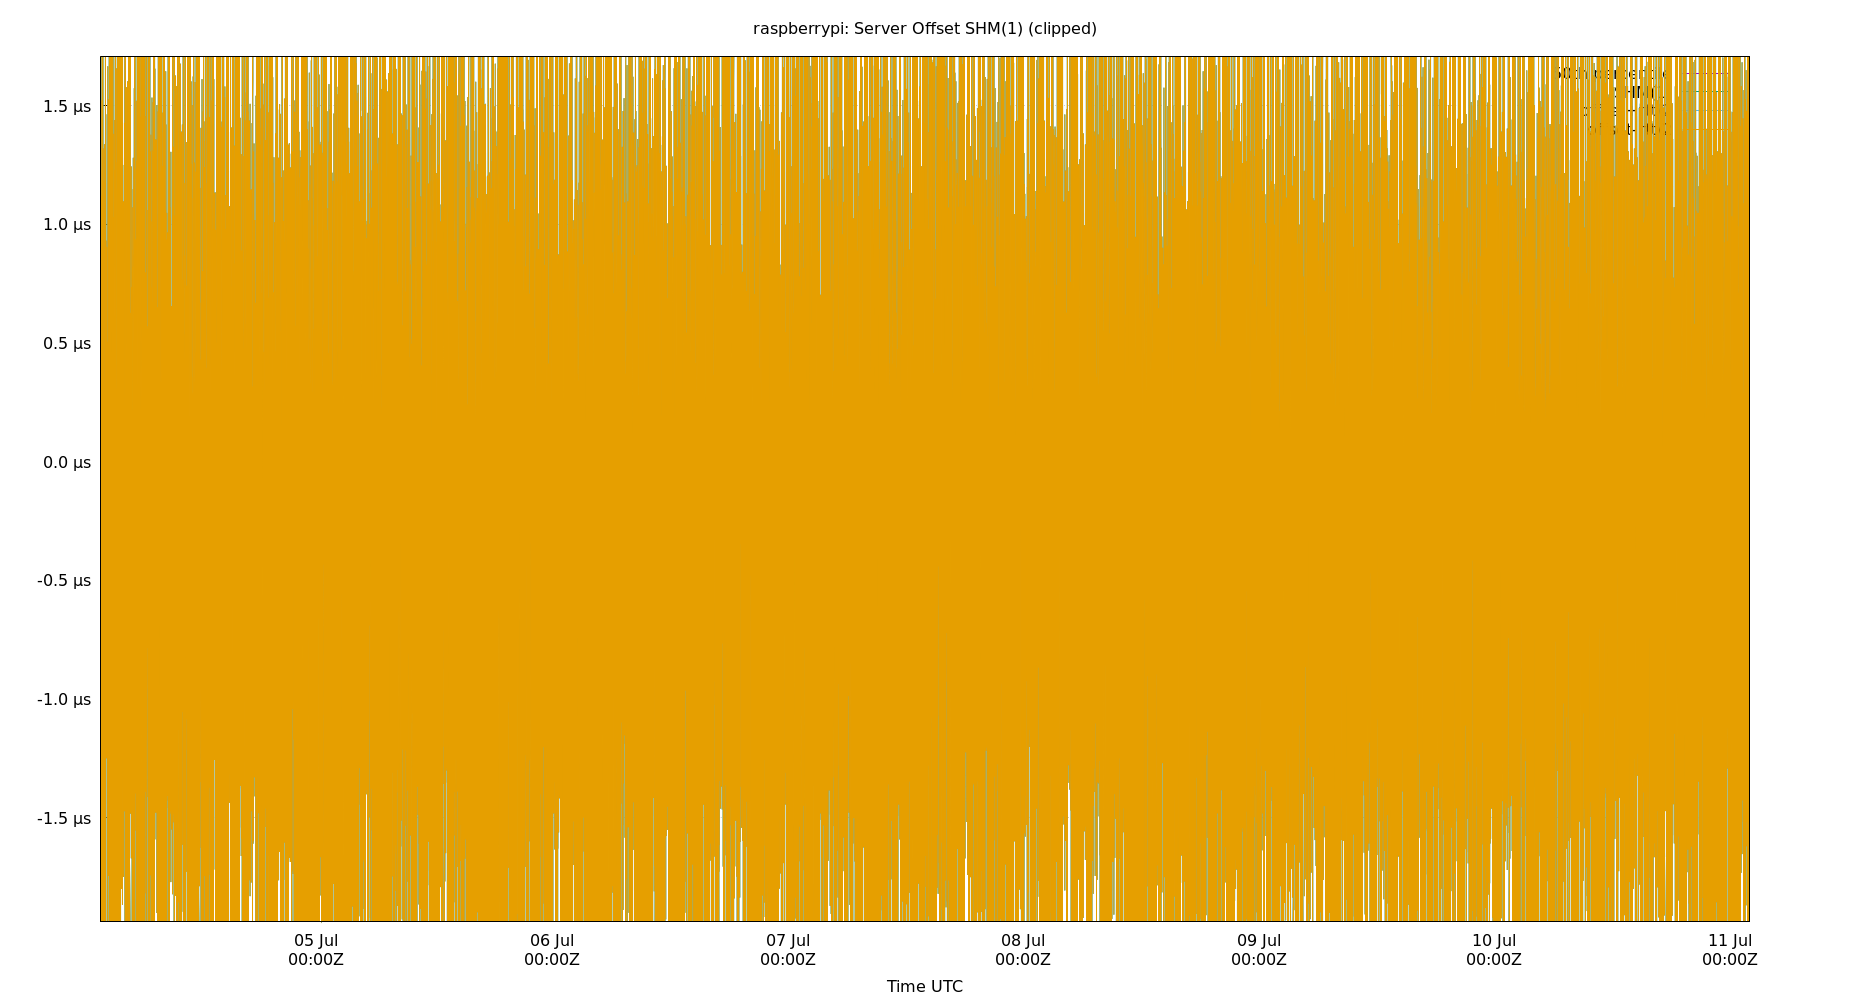 raspberrypi: Server Offset SHM(1) (clipped)
1.5 µs
1.0 µs
0.5 µs
0.0 µs
-0.5 µs
-1.0 µs
-1.5 µs
05 Jul 06 Jul 07 Jul 08 Jul 09 Jul 10 Jul 11 Jul
00:00Z 00:00Z 00:00Z 00:00Z 00:00Z 00:00Z 00:00Z
Time UTC